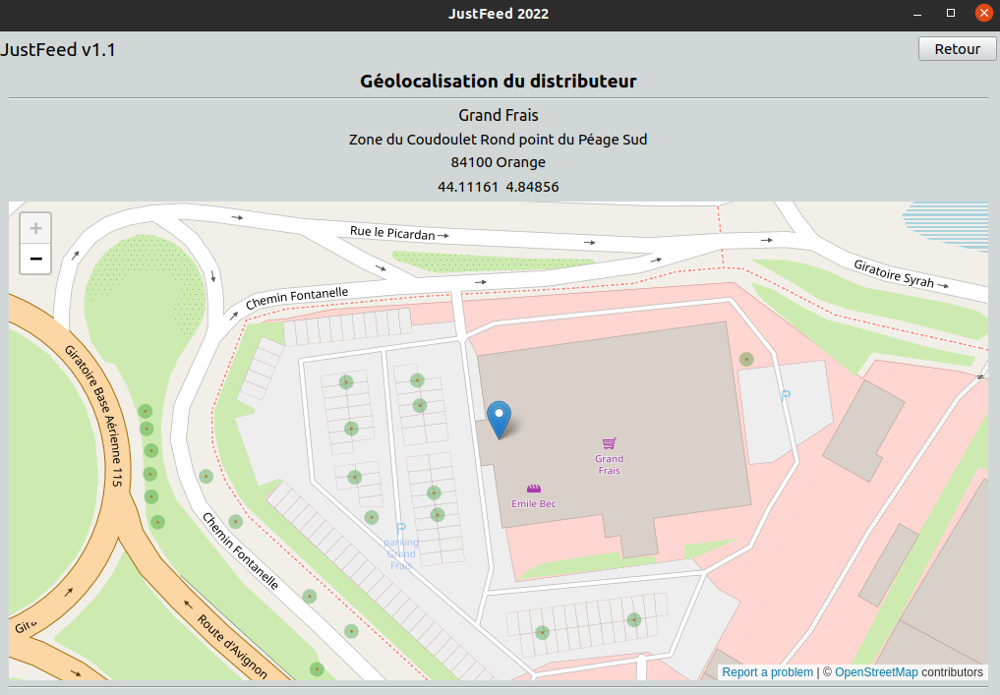 JustFeed 2022
JustFeed v1.1
Retour
Géolocalisation du distributeur
Grand Frais
Zone du Coudoulet Rond point du Péage Sud
84100 Orange
44.11161 4.84856
+
−
Rue le Picardan
Giratoire Syrah
Chemin Fontanelle
Giratoire Base Aérienne 115
Grand
Frais
Emile Bec
parking
Grand
Frais
Chemin Fontanelle
Gira
Route d'Avignon
Report a problem | © OpenStreetMap contributors